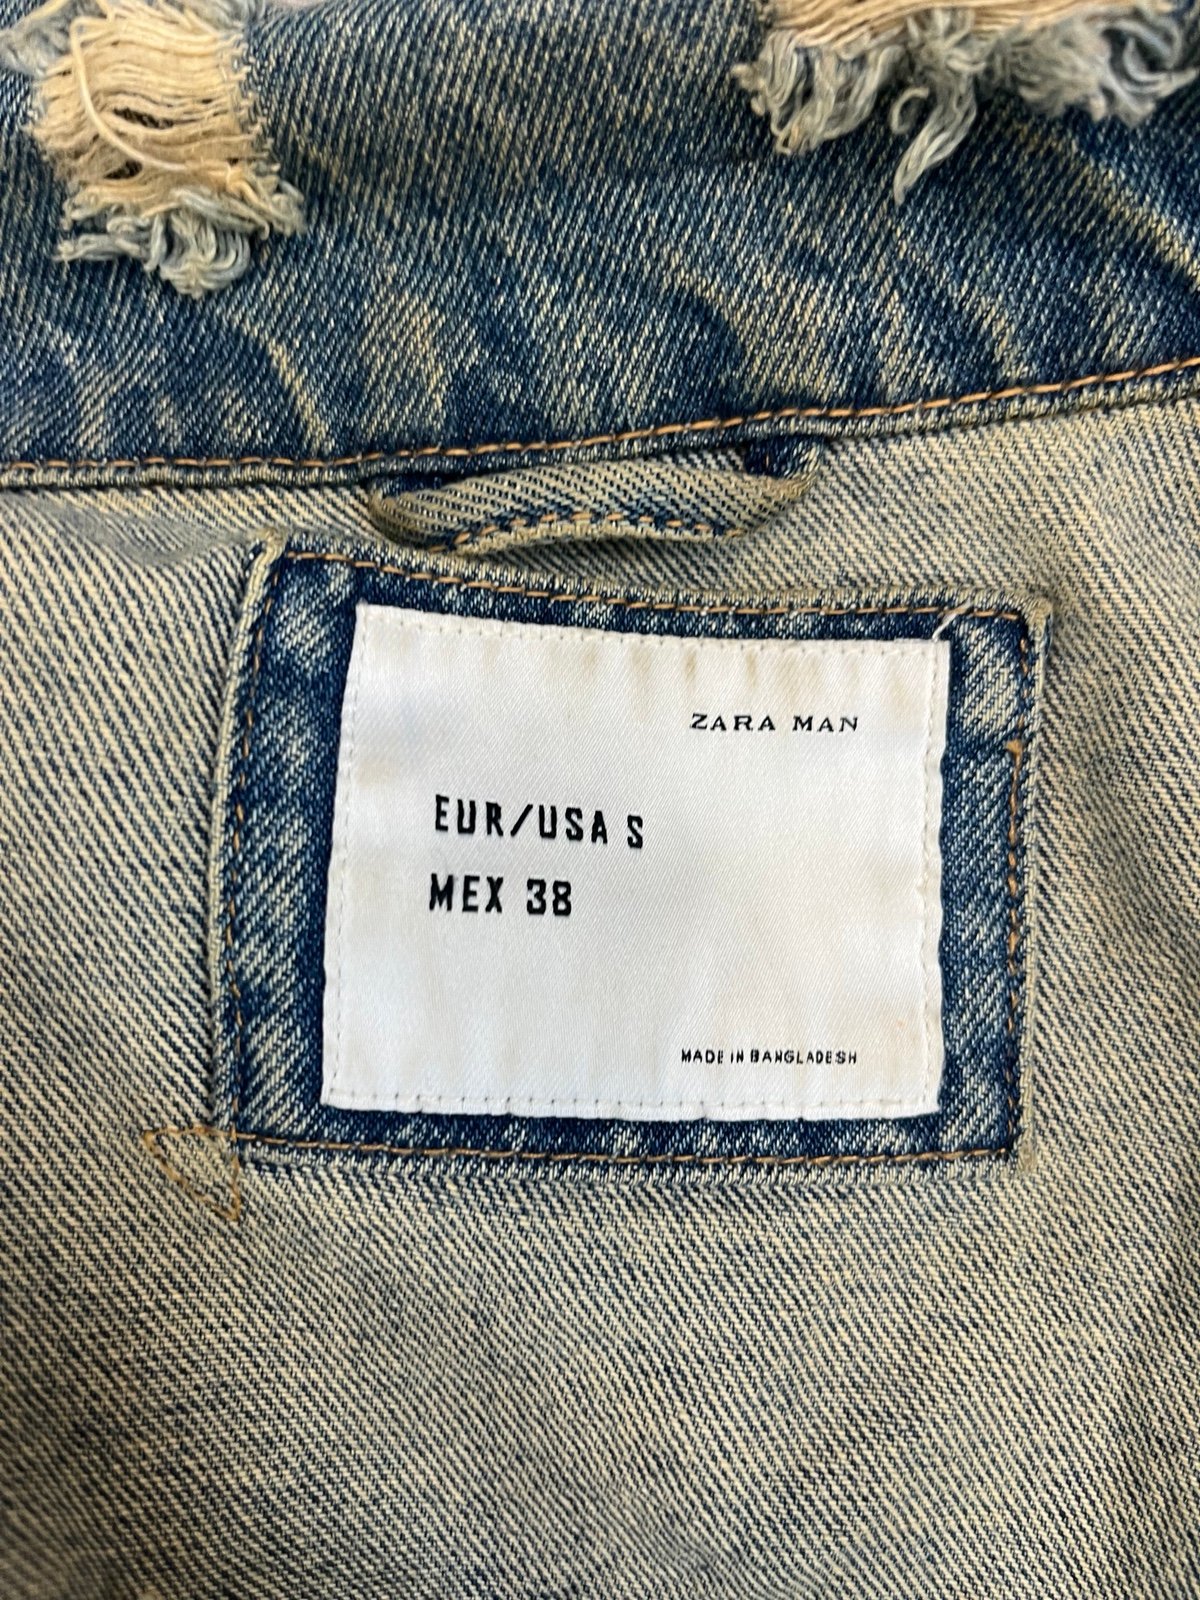 ZARA MAN
EUR/USA S
MEX 38
MADE IN BANGLADESH